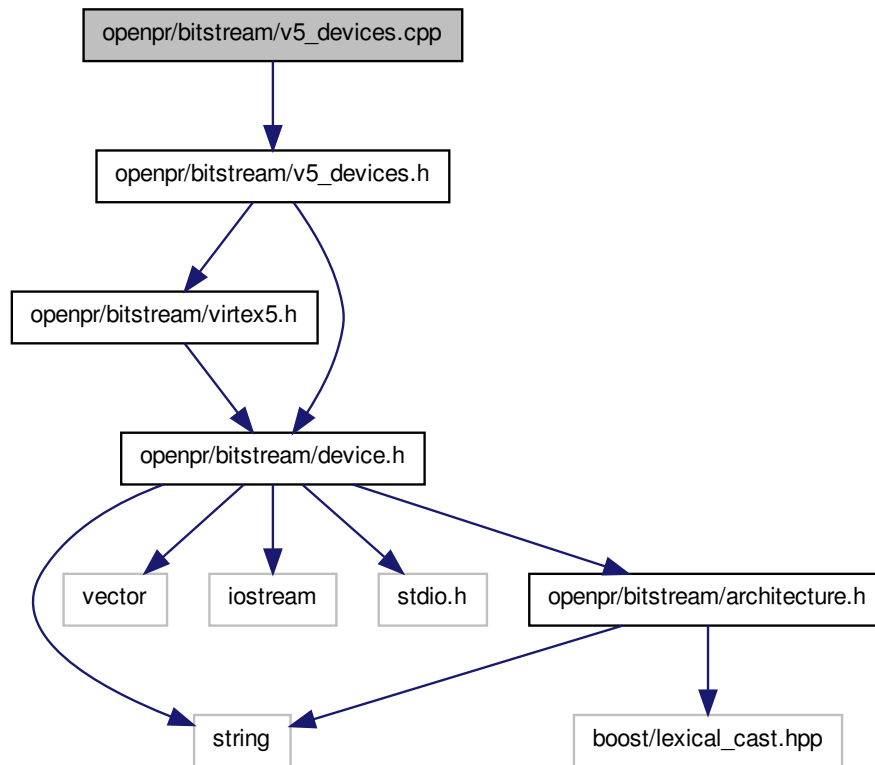 openpr/bitstream/v5_devices.cpp
openpr/bitstream/v5_devices.h
openpr/bitstream/virtex5.h
openpr/bitstream/device.h
vector
iostream
stdio.h
openpr/bitstream/architecture.h
string
boost/lexical_cast.hpp